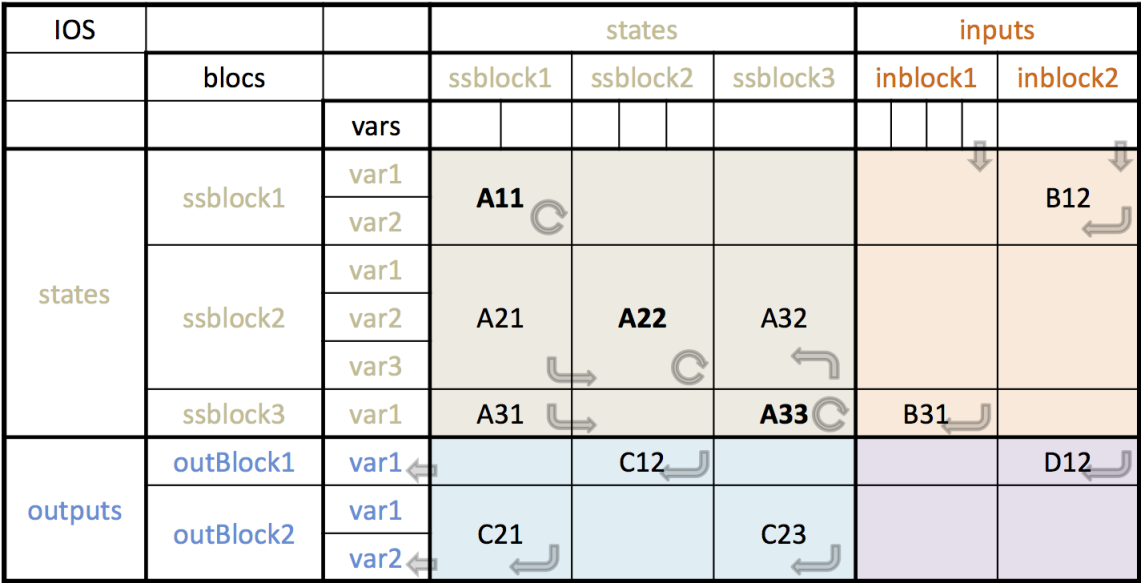 IOS states inputs
blocs ssblock1 ssblock2 ssblock3 inblock1 inblock2
vars
states ssblock1 var1 A11 B12
var2
ssblock2 var1 A21 A22 A32
var2
var3
ssblock3 var1 A31 A33 B31
outputs outBlock1 var1 C12 D12
outBlock2 var1 C21 C23
var2